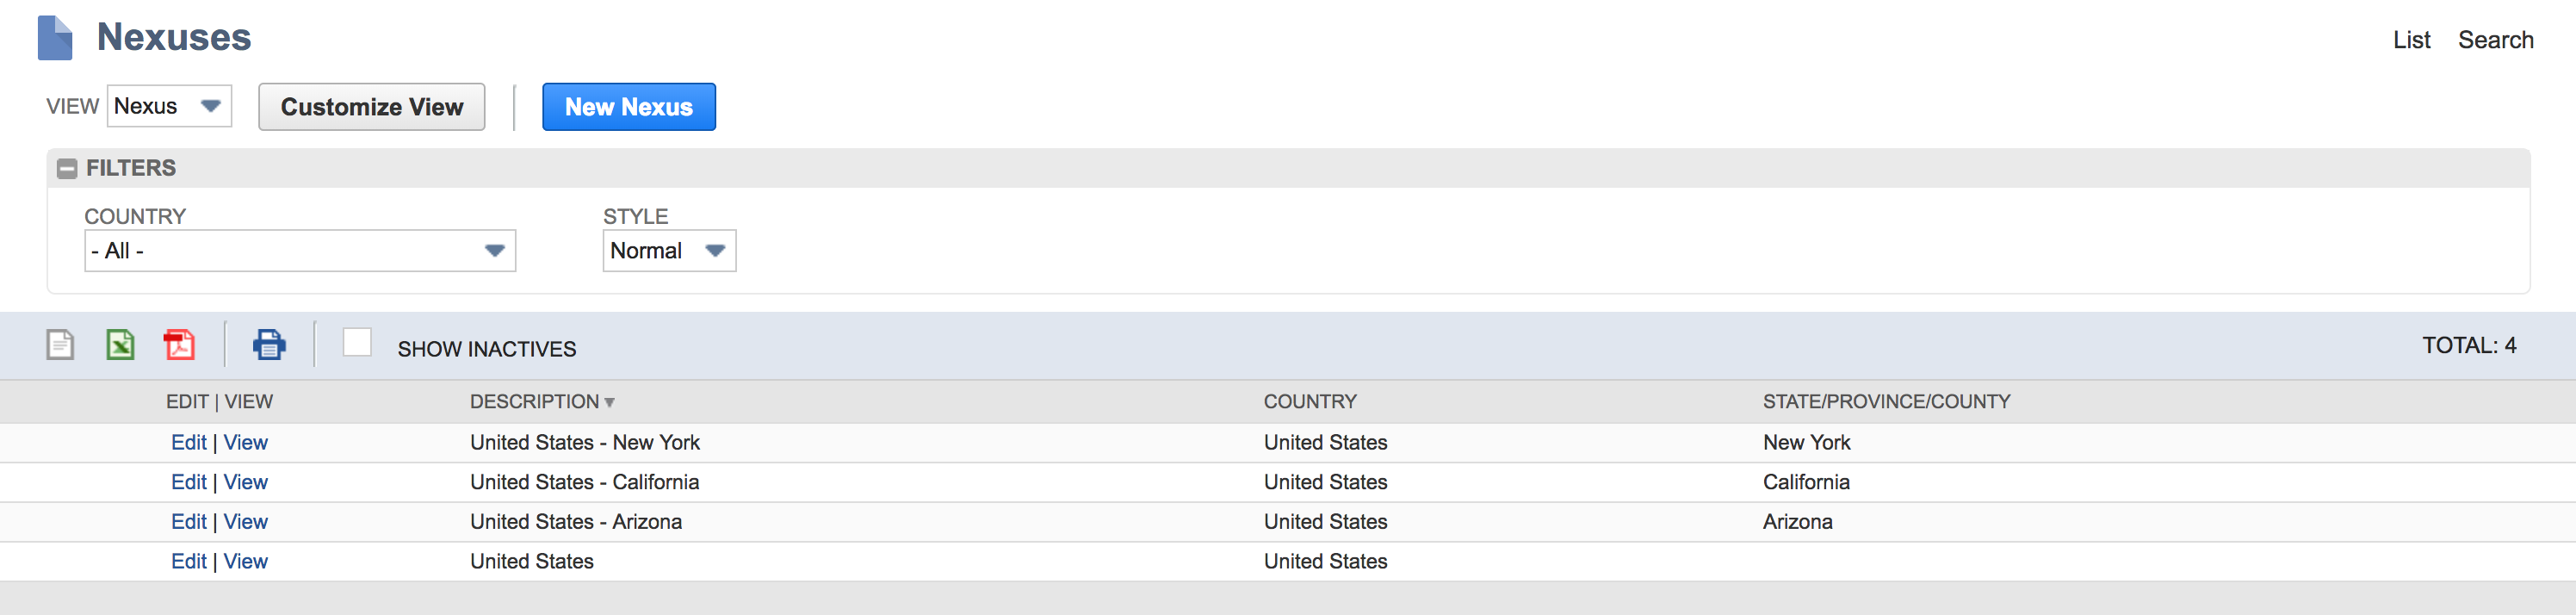 Nexuses
List Search
VIEW Nexus Customize View New Nexus
FILTERS
COUNTRY STYLE
- All - Normal
SHOW INACTIVES TOTAL: 4
EDIT | VIEW DESCRIPTION COUNTRY STATE/PROVINCE/COUNTY
Edit | View United States - New York United States New York
Edit | View United States - California United States California
Edit | View United States - Arizona United States Arizona
Edit | View United States United States